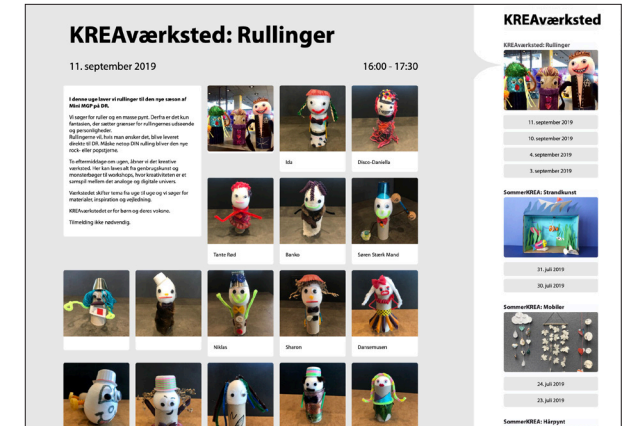 KREAværksted: Rullinger
11. september 2019
16:00 - 17:30
I denne uge laver vi rullinger til den nye sæson af
Mini MGP på DR.
Vi sørger for ruller og en masse pynt. Derfra er det kun
fantasien, der sætter grænser for rullingernes udseende
og personligheder.
Rullingerne vil, hvis man ønsker det, blive leveret
direkte til DR. Måske netop DIN rulling bliver den nye
rock- eller popstjerne.
To eftermiddage om ugen, åbner vi det kreative
værksted. Her kan laves alt fra genbrugskunst og
monstertøger til workshops, hvor kreativiteten er et
samspil mellem det analoge og digitale univers.
Værkstedet skifter tema fra uge til uge og vi sørger for
materialer, inspiration og vejledning.
KREAværkstedet er for børn og deres voksne.
Tilmelding ikke nødvendig.
Ida
Disco-Daniella
Tante Rød
Banko
Søren Stærk Mand
Niklas
Sharon
Dansemusen
KREAværksted
KREAværksted: Rullinger
11. september 2019
10. september 2019
4. september 2019
3. september 2019
SommerKREA: Strandkunst
31. juli 2019
30. juli 2019
SommerKREA: Mobiler
24. juli 2019
23. juli 2019
SommerKREA: Hårpynt